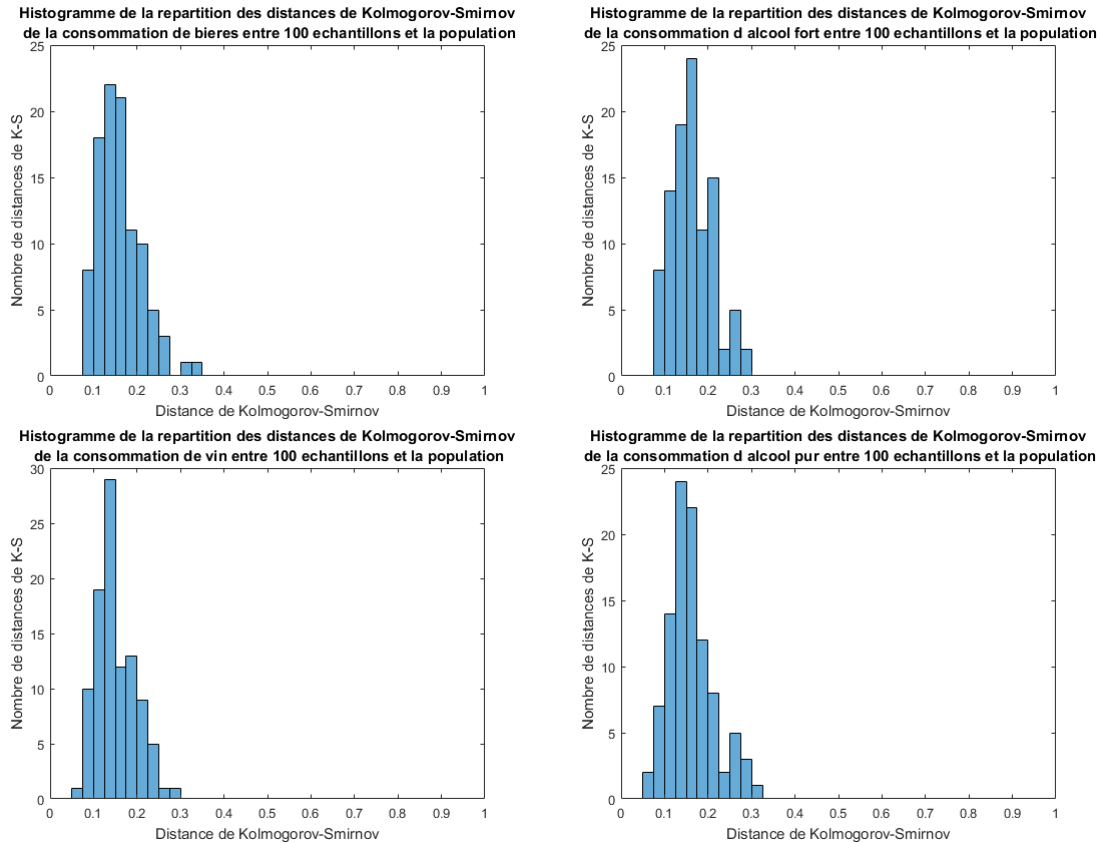 Histogramme de la repartition des distances de Kolmogorov-Smirnov
de la consommation de bieres entre 100 echantillons et la population
25
20
15
10
5
0
Nombre de distances de K-S
0 0.1 0.2 0.3 0.4 0.5 0.6 0.7 0.8 0.9 1
Distance de Kolmogorov-Smirnov
Histogramme de la repartition des distances de Kolmogorov-Smirnov
de la consommation d alcool fort entre 100 echantillons et la population
25
20
15
10
5
0
Nombre de distances de K-S
0 0.1 0.2 0.3 0.4 0.5 0.6 0.7 0.8 0.9 1
Distance de Kolmogorov-Smirnov
Histogramme de la repartition des distances de Kolmogorov-Smirnov
de la consommation de vin entre 100 echantillons et la population
30
25
20
15
10
5
0
Nombre de distances de K-S
0 0.1 0.2 0.3 0.4 0.5 0.6 0.7 0.8 0.9 1
Distance de Kolmogorov-Smirnov
Histogramme de la repartition des distances de Kolmogorov-Smirnov
de la consommation d alcool pur entre 100 echantillons et la population
25
20
15
10
5
0
Nombre de distances de K-S
0 0.1 0.2 0.3 0.4 0.5 0.6 0.7 0.8 0.9 1
Distance de Kolmogorov-Smirnov